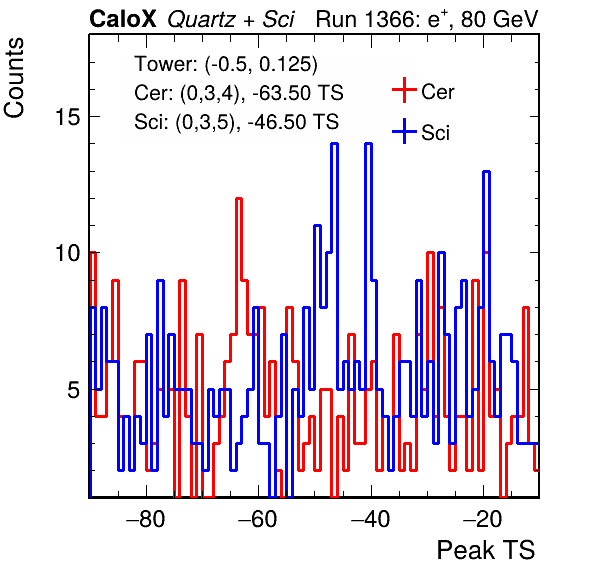 CaloX Quartz + Sci Run 1366: e+, 80 GeV
Counts
Tower: (-0.5, 0.125)
Cer: (0,3,4), -63.50 TS
Sci: (0,3,5), -46.50 TS
Cer
Sci
15
10
5
−80 −60 −40 −20
Peak TS